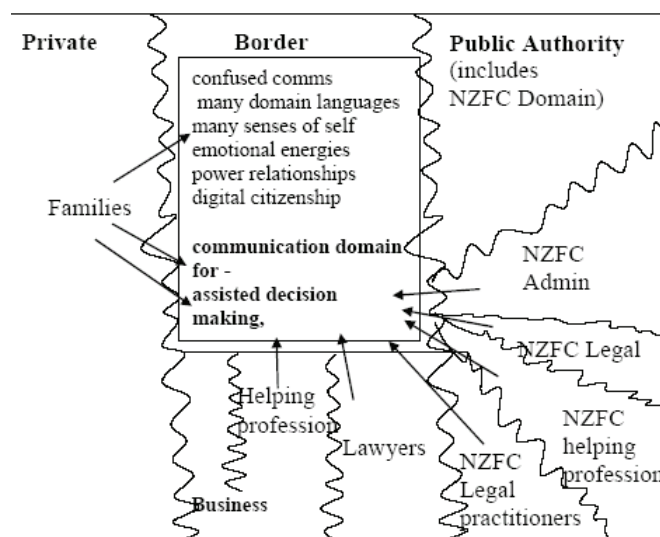 Private
Border
Public Authority
(includes
NZFC Domain)
confused comms
many domain languages
many senses of self
emotional energies
power relationships
digital citizenship
Families
communication domain
for -
assisted decision
making,
NZFC
Admin
NZFC Legal
NZFC
helping
profession
Helping
profession
Lawyers
NZFC
Legal
practitioners
Business